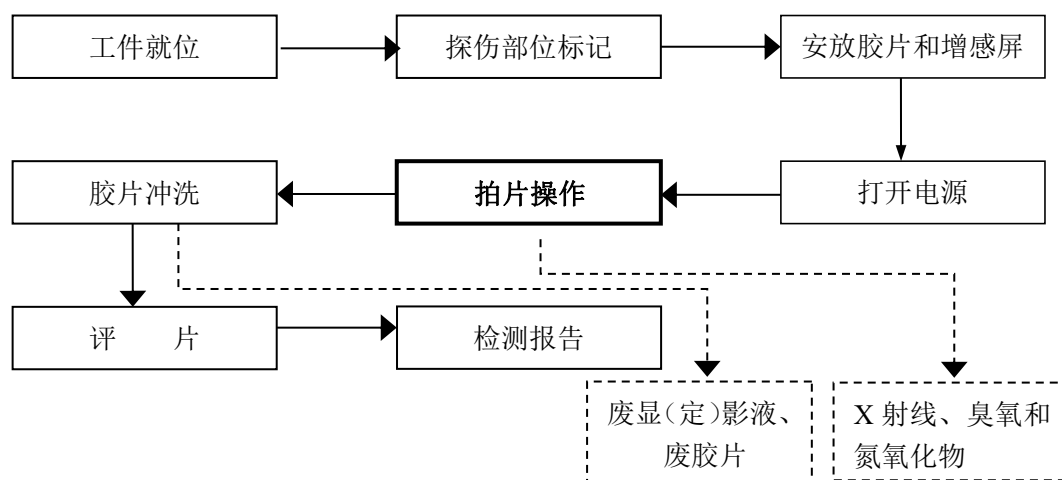 工件就位
探伤部位标记
安放胶片和增感屏
胶片冲洗
拍片操作
打开电源
评　　片
检测报告
废显（定）影液、
废胶片
X 射线、臭氧和
氮氧化物